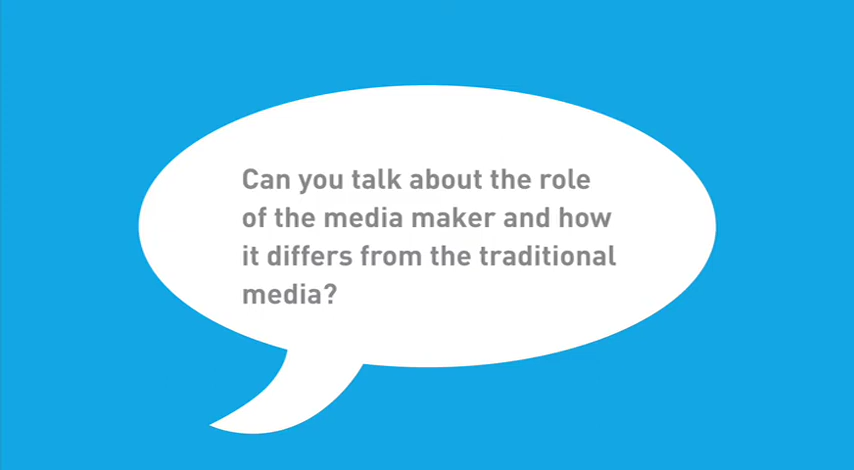 Can you talk about the role
of the media maker and how
it differs from the traditional
media?